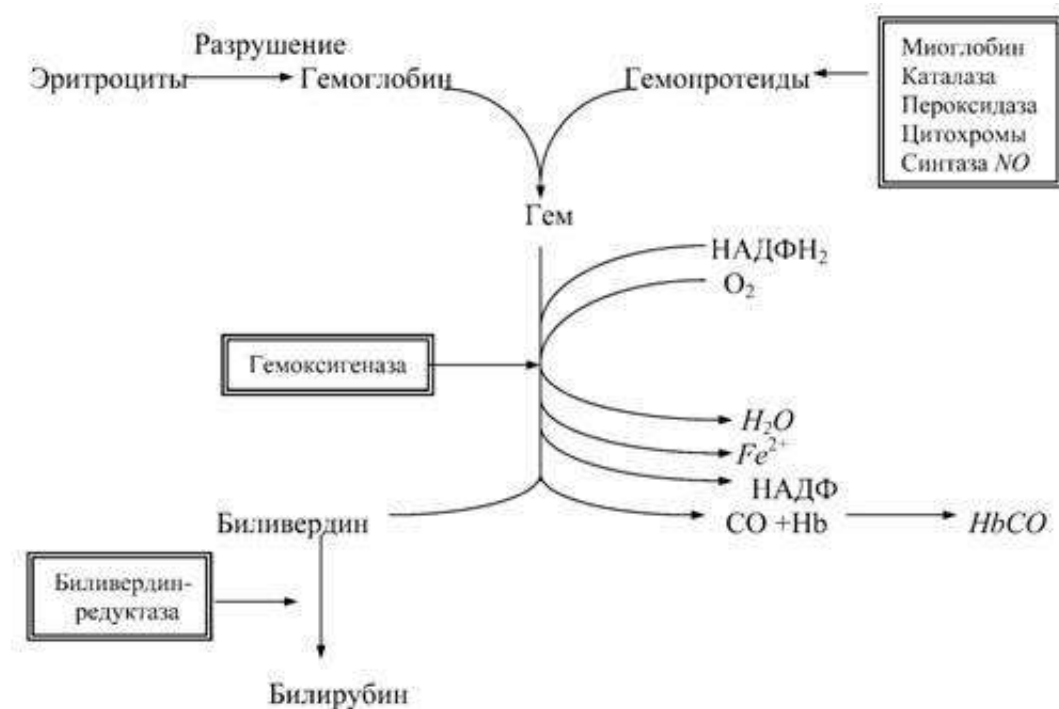 Разрушение
Эритроциты Гемоглобин Гемопротеиды
Миоглобин
Каталаза
Пероксидаза
Цитохромы
Синтаза NO
Гем
НАДФН₂
O₂
Гемоксигеназа
H₂O
Fe²⁺
НАДФ
Биливердин CO +Hb HbCO
Биливердин-
редуктаза
Билирубин